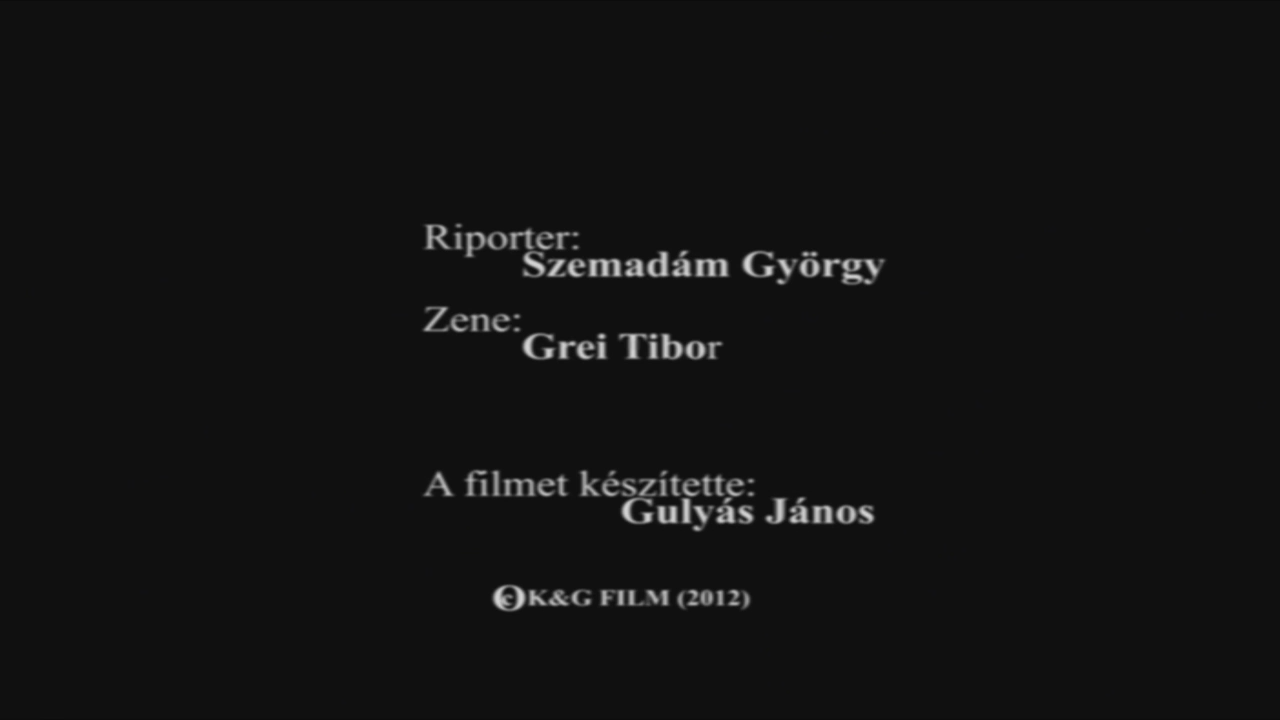 Riporter:
Szemadám György
Zene:
Grei Tibor
A filmet készítette:
Gulyás János
©K&G FILM (2012)